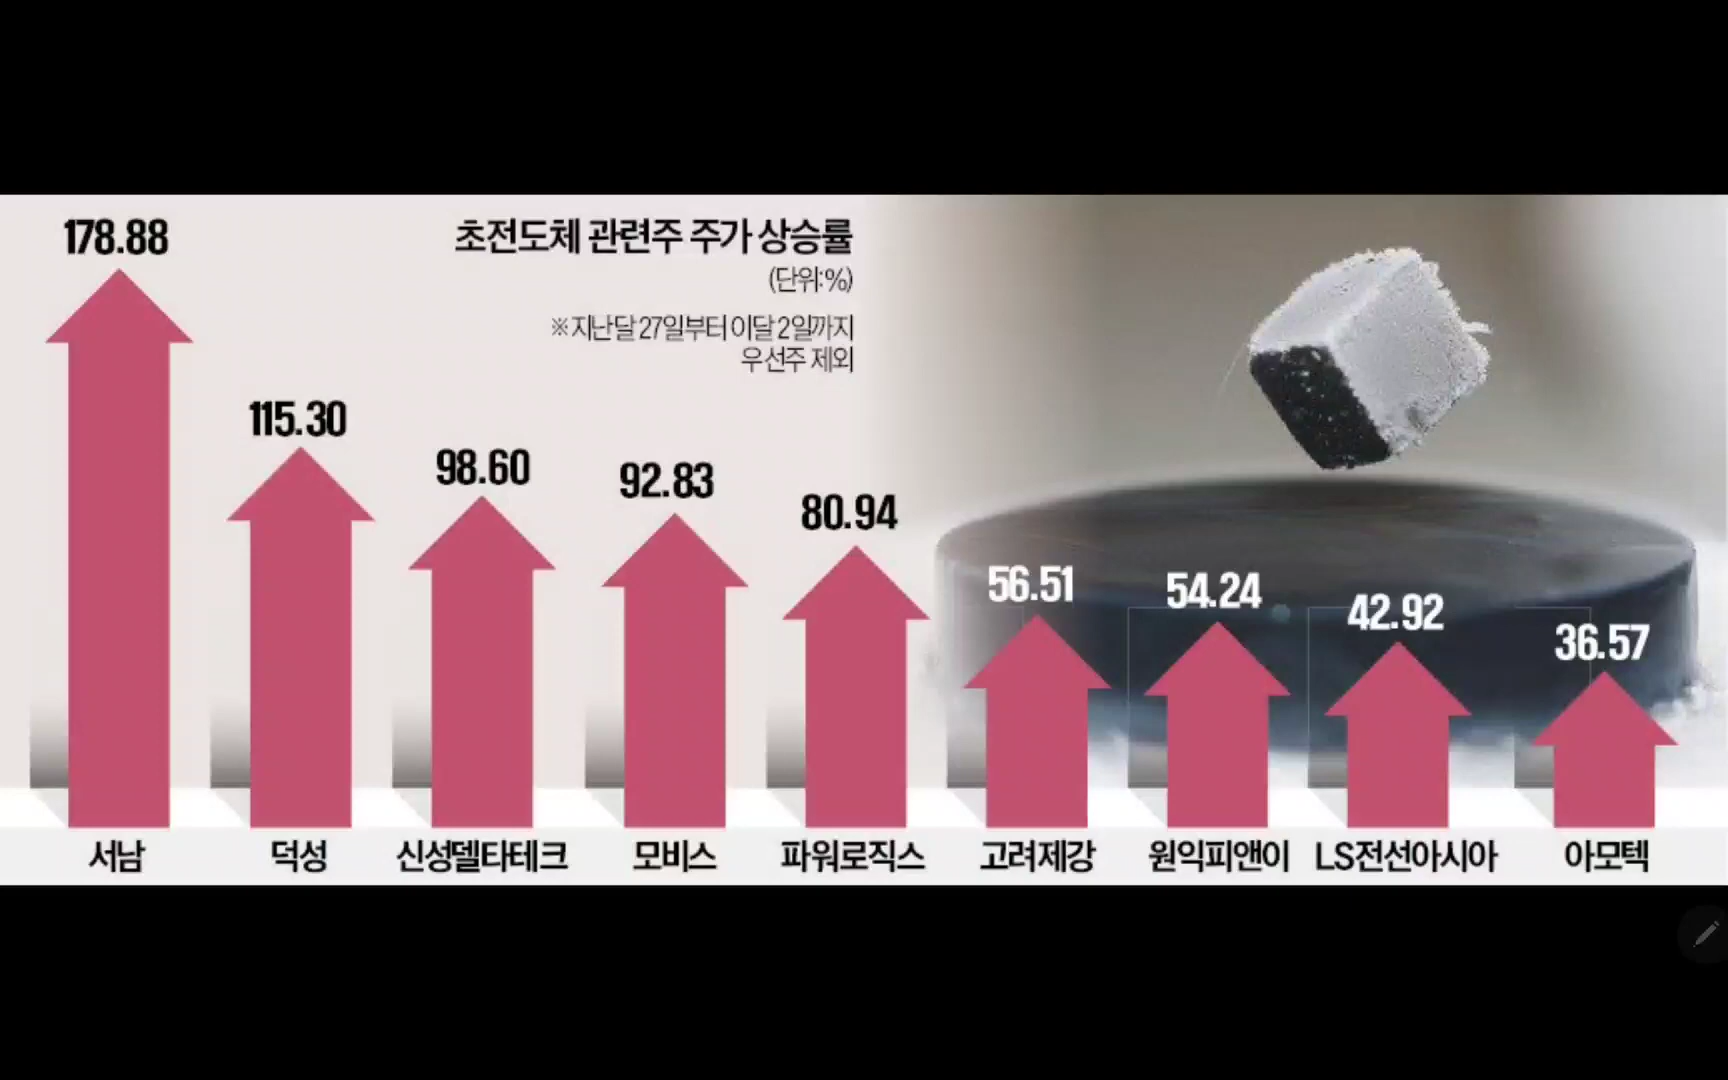 초전도체 관련주 주가 상승률
(단위:%)
※지난달 27일부터 이달 2일까지
우선주 제외
178.88
115.30
98.60
92.83
80.94
56.51
54.24
42.92
36.57
서남
덕성
신성델타테크
모비스
파워로직스
고려제강
원익피앤이
LS전선아시아
아모텍